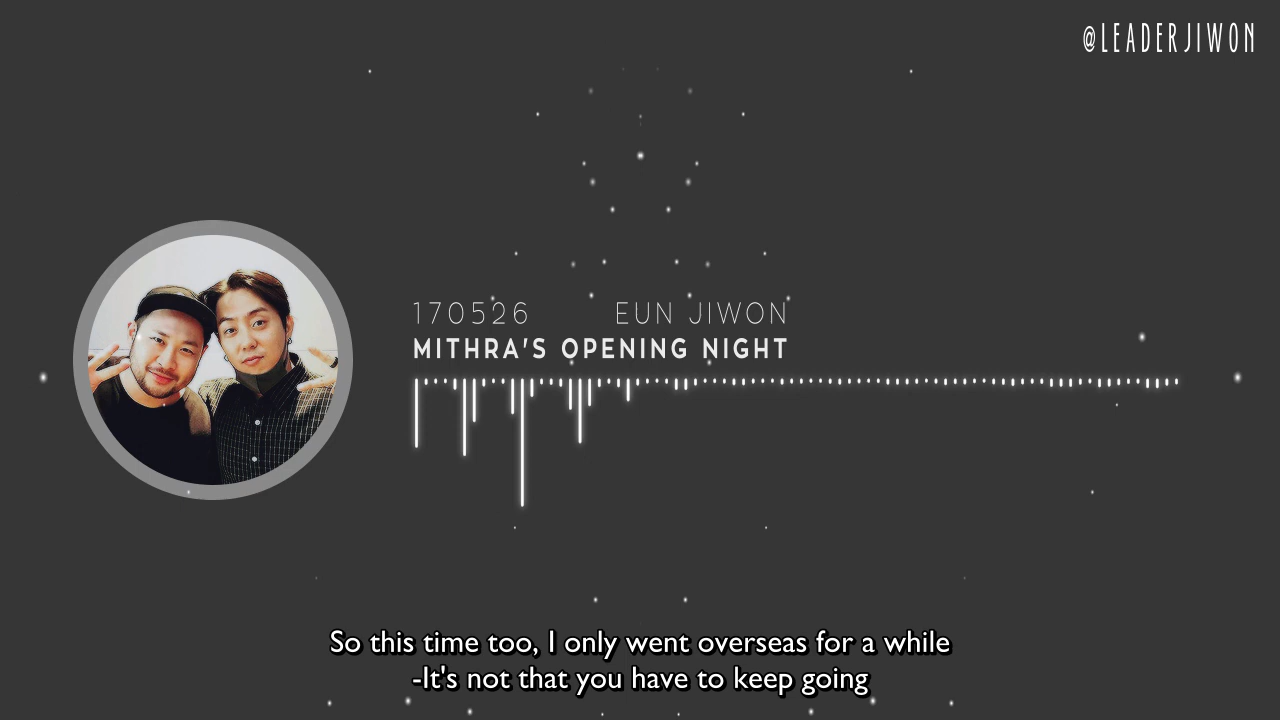 @LEADERJIWON
170526 EUN JIWON
MITHRA'S OPENING NIGHT
So this time too, I only went overseas for a while
-It's not that you have to keep going